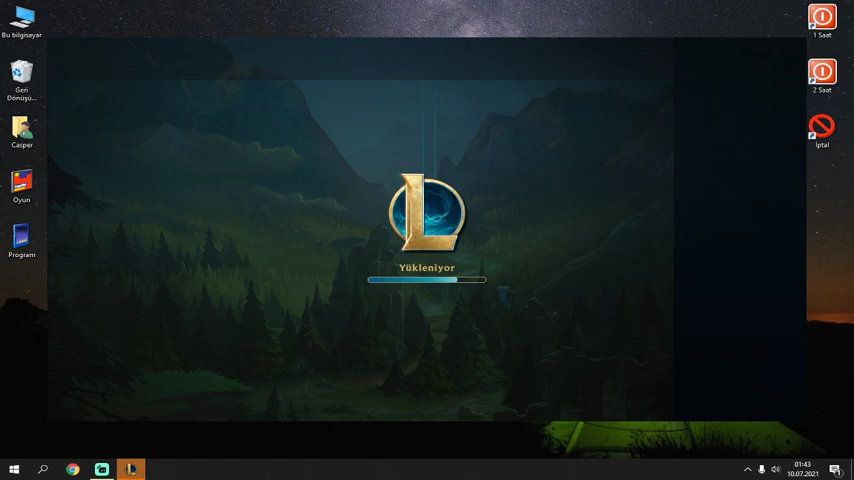 Bu bilgisayar
Geri
Dönüşü...
Casper
Oyun
Program
1 Saat
2 Saat
İptal
Yükleniyor
01:43
10.07.2021